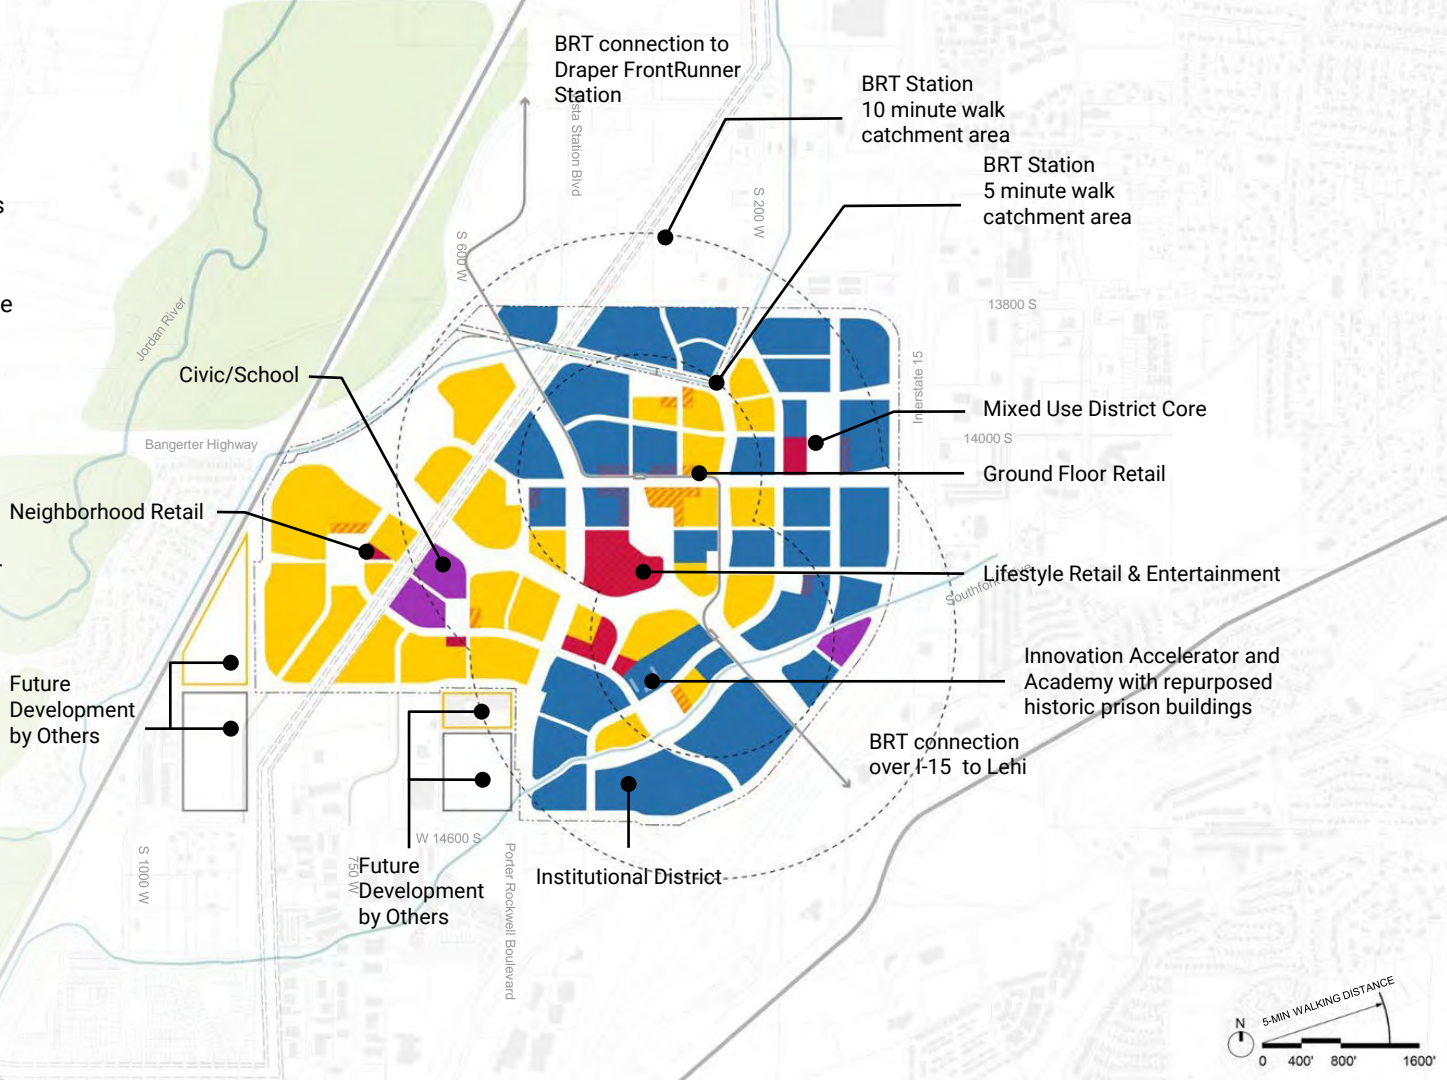 BRT connection to
Draper FrontRunner
Station
BRT Station
10 minute walk
catchment area
BRT Station
5 minute walk
catchment area
sta Station Blvd
S 200 W
S 600 W
s
e
13800 S
Jordan River
Interstate 15
Civic/School
Mixed Use District Core
14000 S
Bangerter Highway
Ground Floor Retail
Neighborhood Retail
Lifestyle Retail & Entertainment
Innovation Accelerator and
Academy with repurposed
historic prison buildings
Future
Development
by Others
BRT connection
over I-15 to Lehi
W 14600 S
S 1000 W
750 W
Porter Rockwell Boulevard
Future
Development
by Others
Institutional District
5-MIN WALKING DISTANCE
N
0 400' 800' 1600'